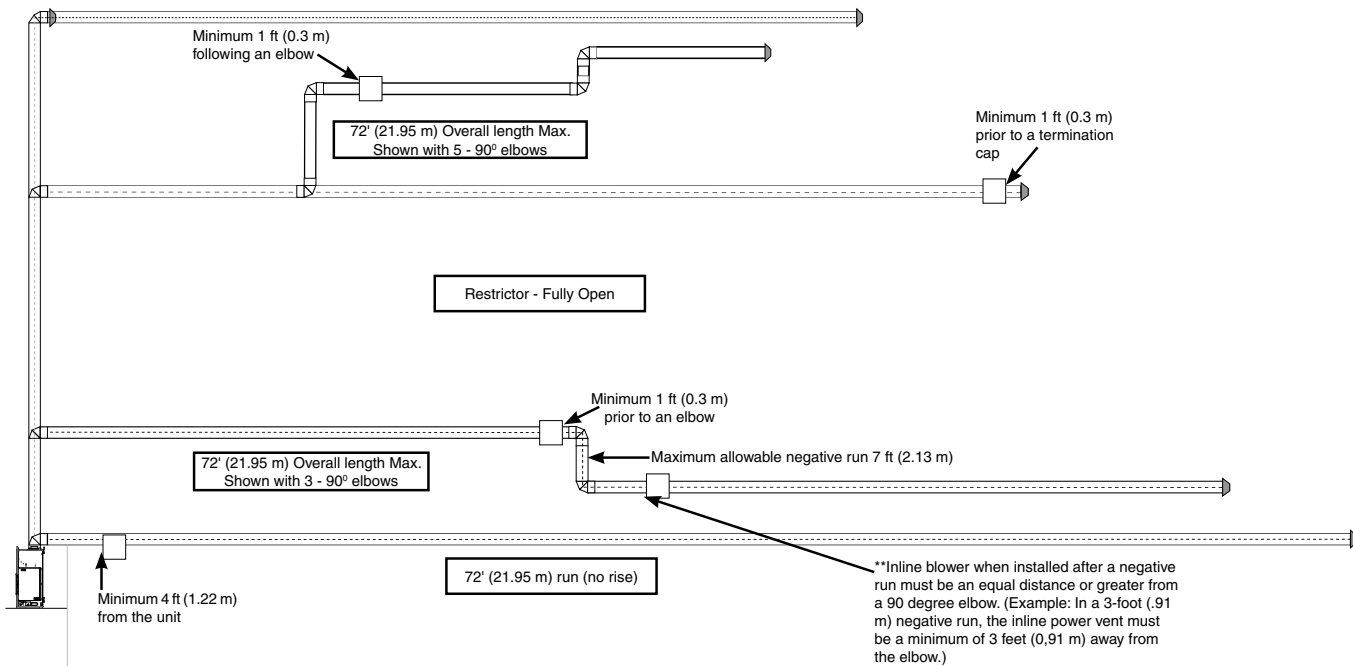 Minimum 1 ft (0.3 m)
following an elbow
72' (21.95 m) Overall length Max.
Shown with 5 - 90⁰ elbows
Minimum 1 ft (0.3 m)
prior to a termination
cap
Restrictor - Fully Open
Minimum 1 ft (0.3 m)
prior to an elbow
72' (21.95 m) Overall length Max.
Shown with 3 - 90⁰ elbows
Maximum allowable negative run 7 ft (2.13 m)
72' (21.95 m) run (no rise)
Minimum 4 ft (1.22 m)
from the unit
**Inline blower when installed after a negative
run must be an equal distance or greater from
a 90 degree elbow. (Example: In a 3-foot (.91
m) negative run, the inline power vent must
be a minimum of 3 feet (0,91 m) away from
the elbow.)